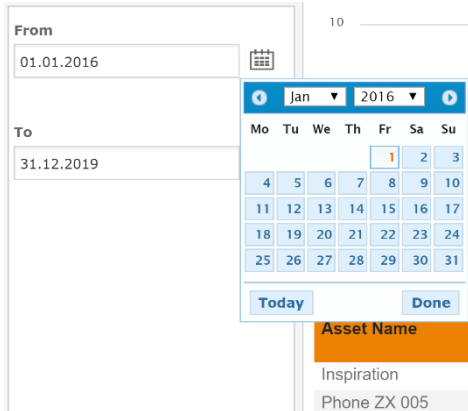 From
01.01.2016
To
31.12.2019
10
Jan 2016
Mo Tu We Th Fr Sa Su
1 2 3
4 5 6 7 8 9 10
11 12 13 14 15 16 17
18 19 20 21 22 23 24
25 26 27 28 29 30 31
Today Done
Asset Name
Inspiration
Phone ZX 005